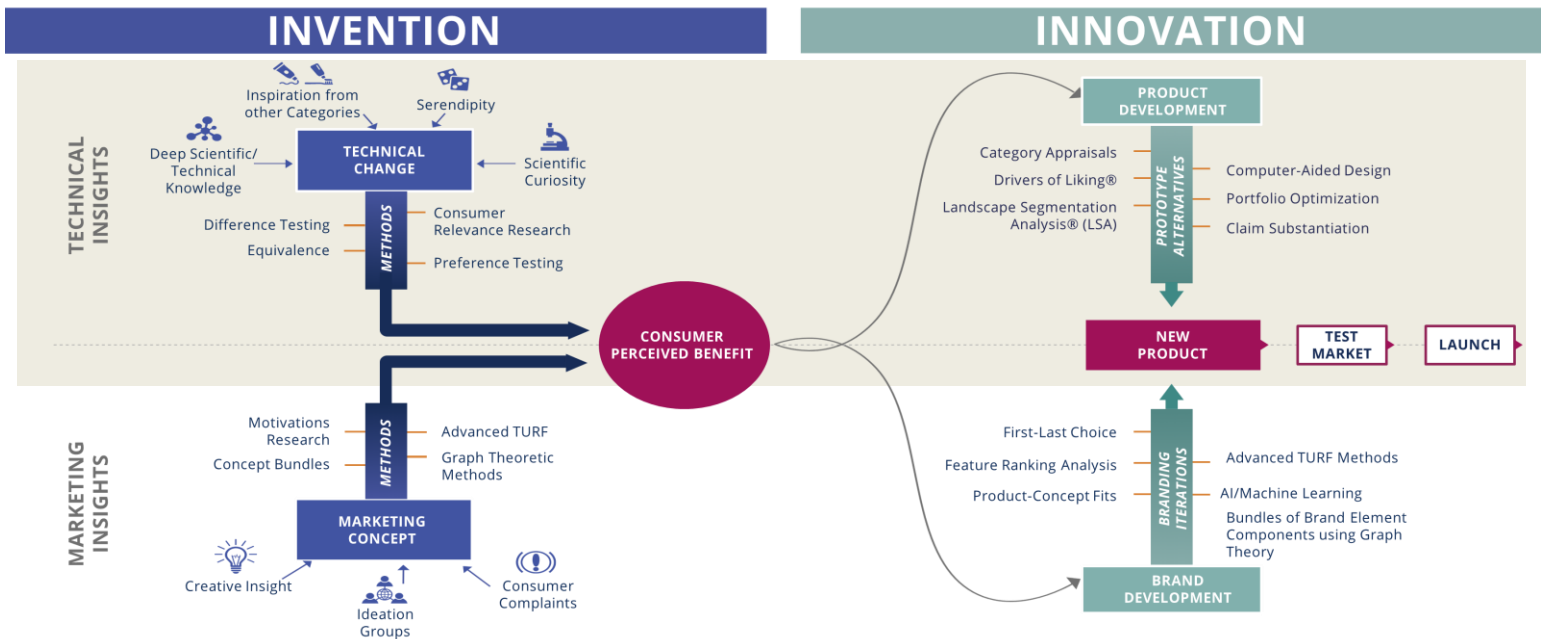 INVENTION
INNOVATION
TECHNICAL
INSIGHTS
Inspiration from
other Categories
Serendipity
Deep Scientific/
Technical
Knowledge
TECHNICAL
CHANGE
Scientific
Curiosity
METHODS
Difference Testing
Equivalence
Consumer
Relevance Research
Preference Testing
CONSUMER
PERCEIVED BENEFIT
MARKETING
INSIGHTS
Motivations
Research
Concept Bundles
METHODS
Advanced TURF
Graph Theoretic
Methods
MARKETING
CONCEPT
Creative Insight
Ideation
Groups
Consumer
Complaints
PRODUCT
DEVELOPMENT
PROTOTYPE
ALTERNATIVES
Category Appraisals
Drivers of Liking®
Landscape Segmentation
Analysis® (LSA)
Computer-Aided Design
Portfolio Optimization
Claim Substantiation
NEW
PRODUCT
TEST
MARKET
LAUNCH
First-Last Choice
Feature Ranking Analysis
Product-Concept Fits
BRANDING
ITERATIONS
Advanced TURF Methods
AI/Machine Learning
Bundles of Brand Element
Components using Graph
Theory
BRAND
DEVELOPMENT